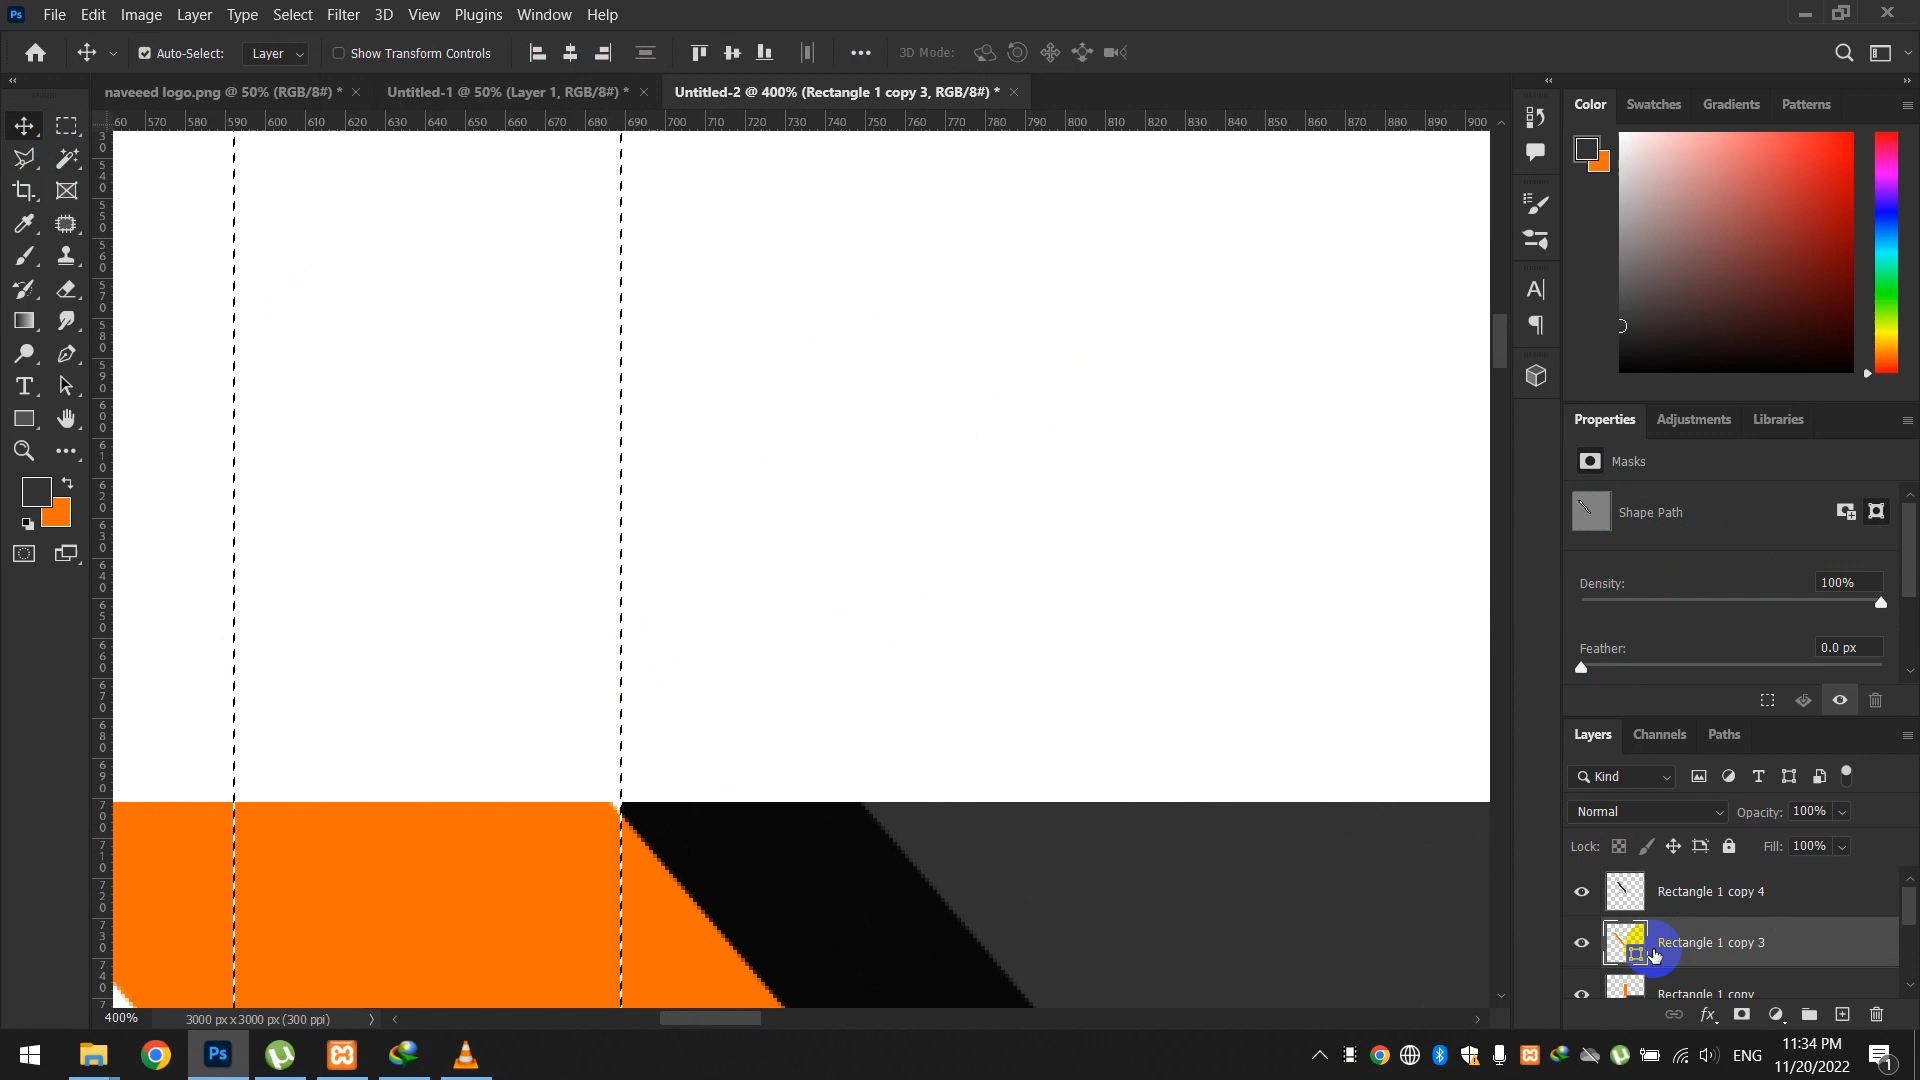 Ps File Edit Image Layer Type Select Filter 3D View Plugins Window Help
Auto-Select: Layer Show Transform Controls 3D Mode:
naveeed logo.png @ 50% (RGB/8#) * Untitled-1 @ 50% (Layer 1, RGB/8#) * Untitled-2 @ 400% (Rectangle 1 copy 3, RGB/8#) *
60 570 580 590 600 610 620 630 640 650 660 670 680 690 700 710 720 730 740 750 760 770 780 790 800 810 820 830 840 850 860 870 880 890 900
Color Swatches Gradients Patterns
Properties Adjustments Libraries
Masks
Shape Path
Density: 100%
Feather: 0.0 px
Layers Channels Paths
Kind
Normal Opacity: 100%
Lock: Fill: 100%
Rectangle 1 copy 4
Rectangle 1 copy 3
Rectangle 1 copy
400% 3000 px x 3000 px (300 ppi)
Ps ENG 11:34 PM
11/20/2022
1